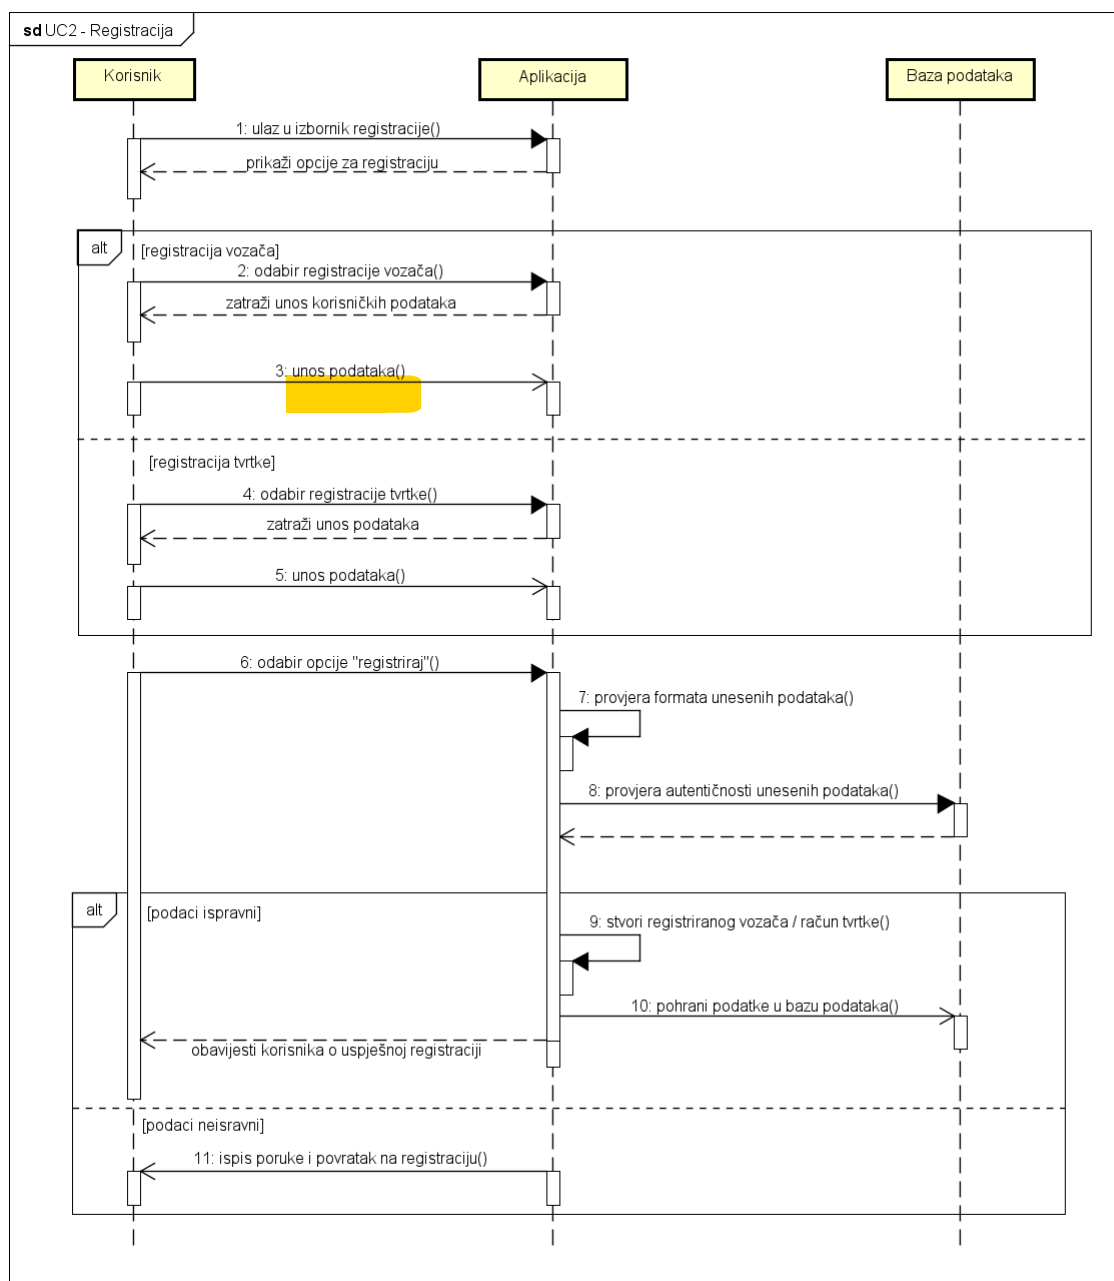 sd UC2 - Registracija
Korisnik
Aplikacija
Baza podataka
1: ulaz u izbornik registracije()
prikaži opcije za registraciju
alt
[registracija vozača]
2: odabir registracije vozača()
zatraži unos korisničkih podataka
3: unos podataka()
[registracija tvrtke]
4: odabir registracije tvrtke()
zatraži unos podataka
5: unos podataka()
6: odabir opcije "registriraj"()
7: provjera formata unesenih podataka()
8: provjera autentičnosti unesenih podataka()
alt
[podaci ispravni]
9: stvori registriranog vozača / račun tvrtke()
10: pohrani podatke u bazu podataka()
obavijesti korisnika o uspješnoj registraciji
[podaci neisravni]
11: ispis poruke i povratak na registraciju()